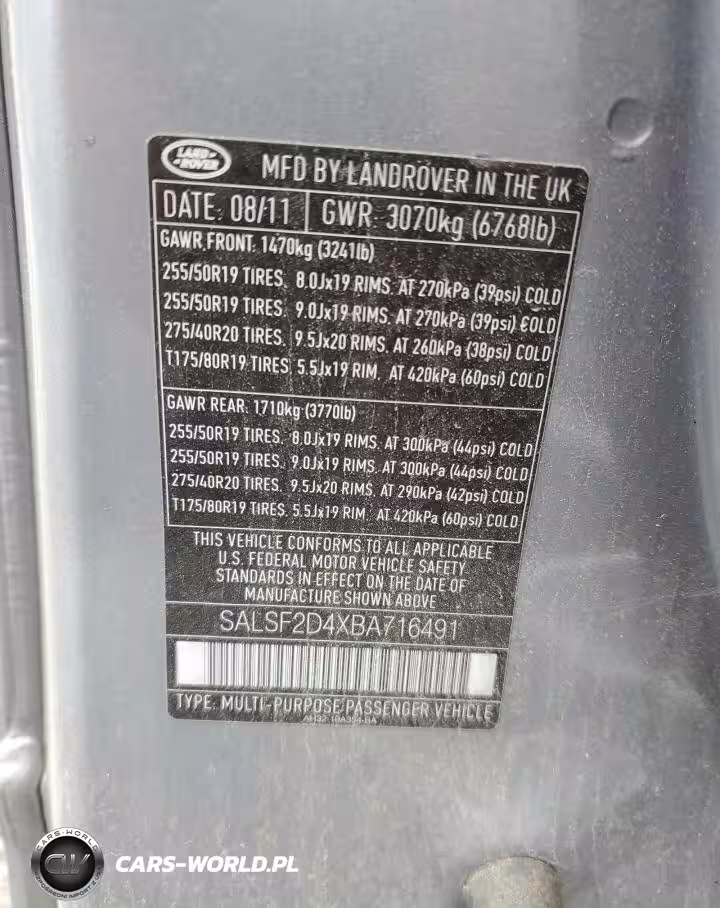 LAND ROVER
MFD BY LANDROVER IN THE UK
DATE: 08/11 GWR 3070kg (6768lb)
GAWR FRONT: 1470kg (3241lb)
255/50R19 TIRES. 8.0Jx19 RIMS. AT 270kPa (39psi) COLD
255/50R19 TIRES. 9.0Jx19 RIMS. AT 270kPa (39psi) COLD
275/40R20 TIRES. 9.5Jx20 RIMS. AT 260kPa (38psi) COLD
T175/80R19 TIRES. 5.5Jx19 RIM. AT 420kPa (60psi) COLD
GAWR REAR: 1710kg (3770lb)
255/50R19 TIRES. 8.0Jx19 RIMS. AT 300kPa (44psi) COLD
255/50R19 TIRES. 9.0Jx19 RIMS. AT 300kPa (44psi) COLD
275/40R20 TIRES. 9.5Jx20 RIMS. AT 290kPa (42psi) COLD
T175/80R19 TIRES. 5.5Jx19 RIM. AT 420kPa (60psi) COLD
THIS VEHICLE CONFORMS TO ALL APPLICABLE
U.S. FEDERAL MOTOR VEHICLE SAFETY
STANDARDS IN EFFECT ON THE DATE OF
MANUFACTURE SHOWN ABOVE
SALSF2D4XBA716491
TYPE: MULTI-PURPOSE PASSENGER VEHICLE
CARS-WORLD
CW
CARS-WORLD.PL